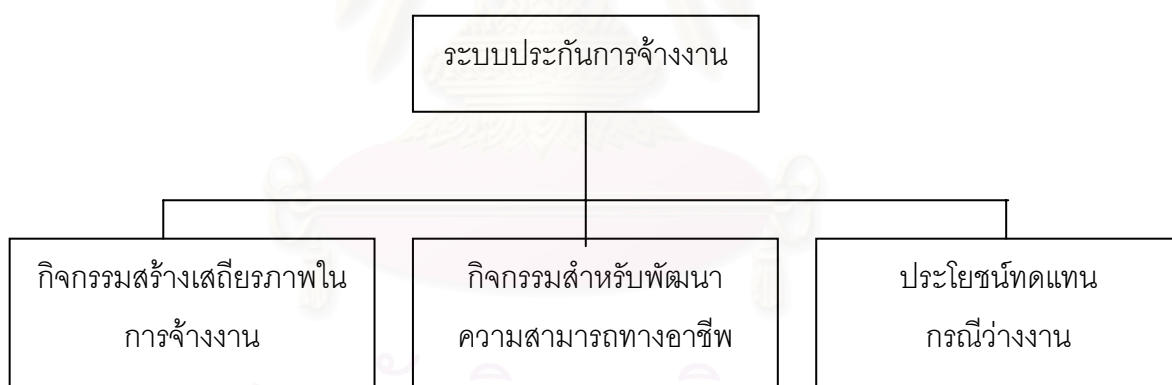 ระบบประกันการจ้างงาน
กิจกรรมสร้างเสถียรภาพใน
การจ้างงาน
กิจกรรมสำหรับพัฒนา
ความสามารถทางอาชีพ
ประโยชน์ทดแทน
กรณีว่างงาน